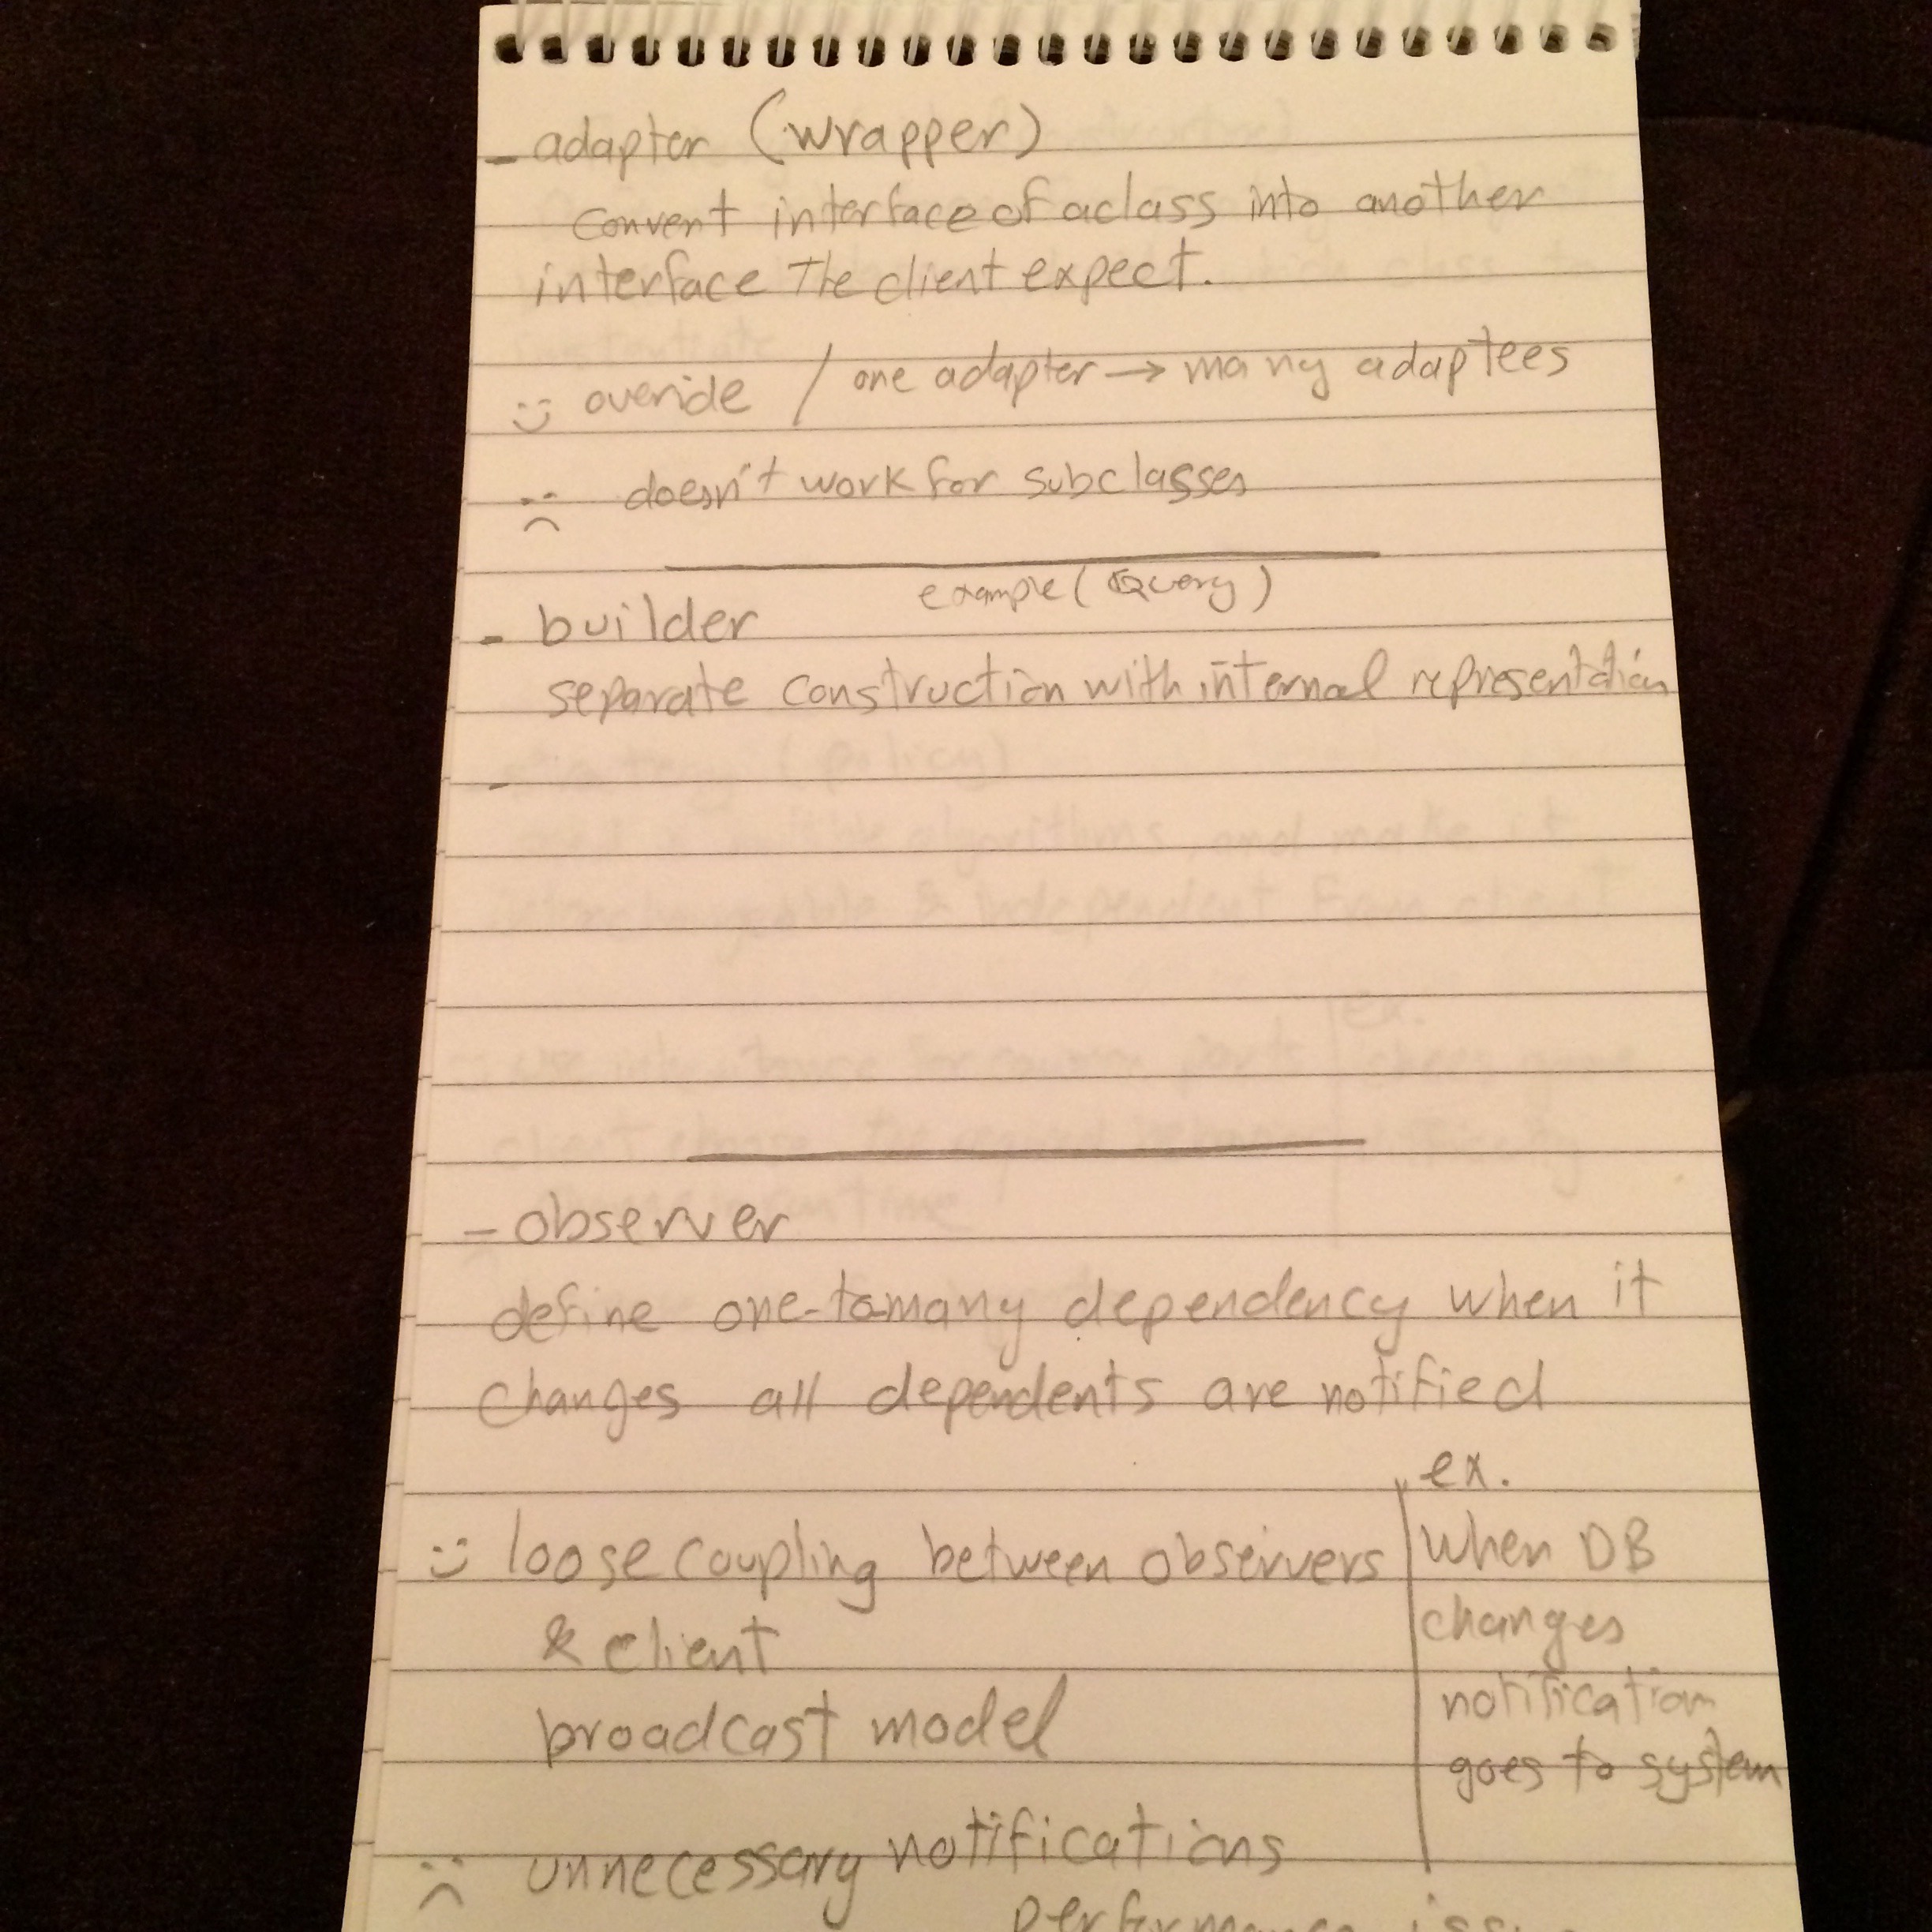 - adapter (wrapper)
convert interface of a class into another
interface the client expect.
override / one adapter → many adaptees
doesn't work for subclasses
example (Query)
- builder
separate construction with internal representation
-
- observer
define one-to-many dependency when it
changes all dependents are notified
loose coupling between observers
& client
broadcast model
ex.
when DB
changes
notification
goes to system
unnecessary notifications
performance